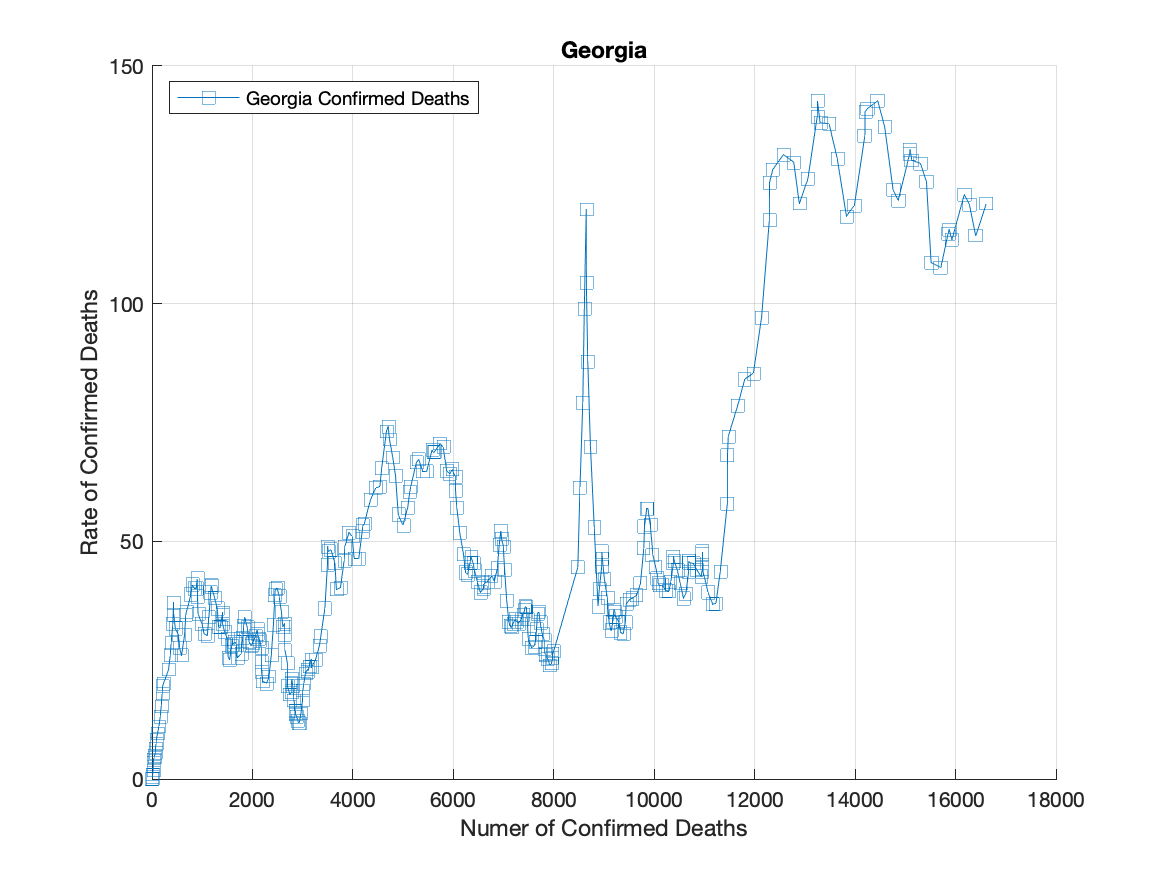 Georgia
Georgia Confirmed Deaths
150
100
50
0
Rate of Confirmed Deaths
0 2000 4000 6000 8000 10000 12000 14000 16000 18000
Numer of Confirmed Deaths